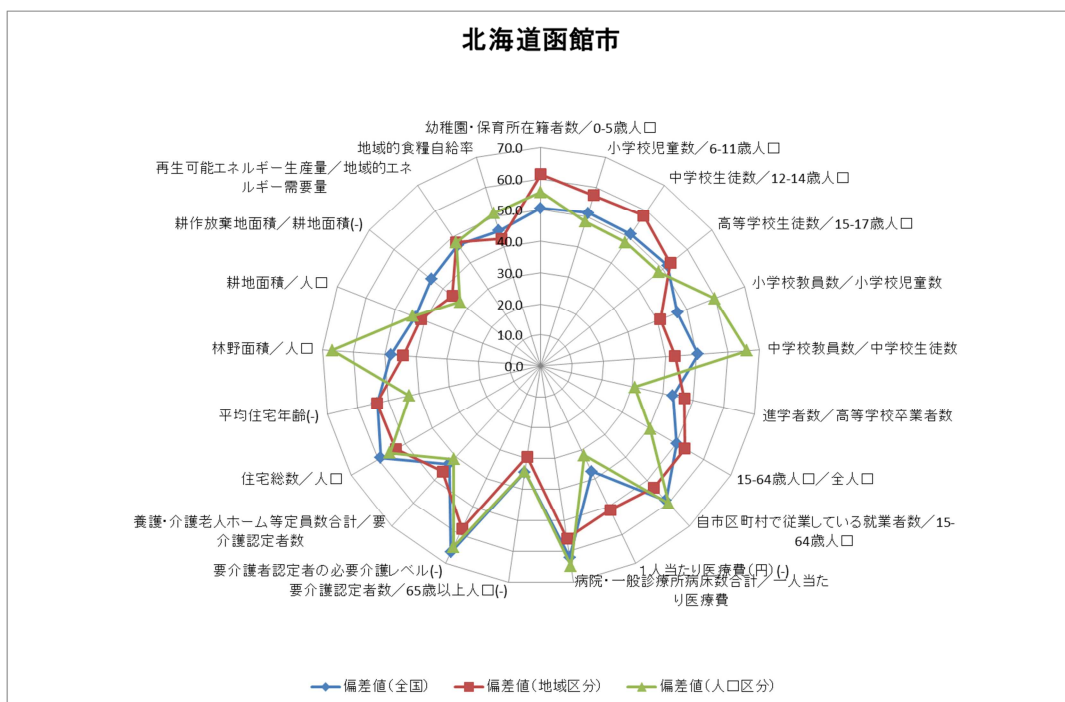 北海道函館市
幼稚園・保育所在籍者数／0-5歳人口
地域的食糧自給率
小学校児童数／6-11歳人口
再生可能エネルギー生産量／地域的エネ
ルギー需要量
中学校生徒数／12-14歳人口
耕作放棄地面積／耕地面積(-)
高等学校生徒数／15-17歳人口
耕地面積／人口
小学校教員数／小学校児童数
林野面積／人口
中学校教員数／中学校生徒数
平均住宅年齢(-)
進学者数／高等学校卒業者数
住宅総数／人口
15-64歳人口／全人口
養護・介護老人ホーム等定員数合計／要
介護認定者数
自市区町村で従業している就業者数／15-
64歳人口
要介護者認定者の必要介護レベル(-)
1人当たり医療費(円)(-)
要介護認定者数／65歳以上人口(-)
病院・一般診療所病床数合計／一人当た
り医療費
70.0
60.0
50.0
40.0
30.0
20.0
10.0
0.0
偏差値(全国)
偏差値(地域区分)
偏差値(人口区分)